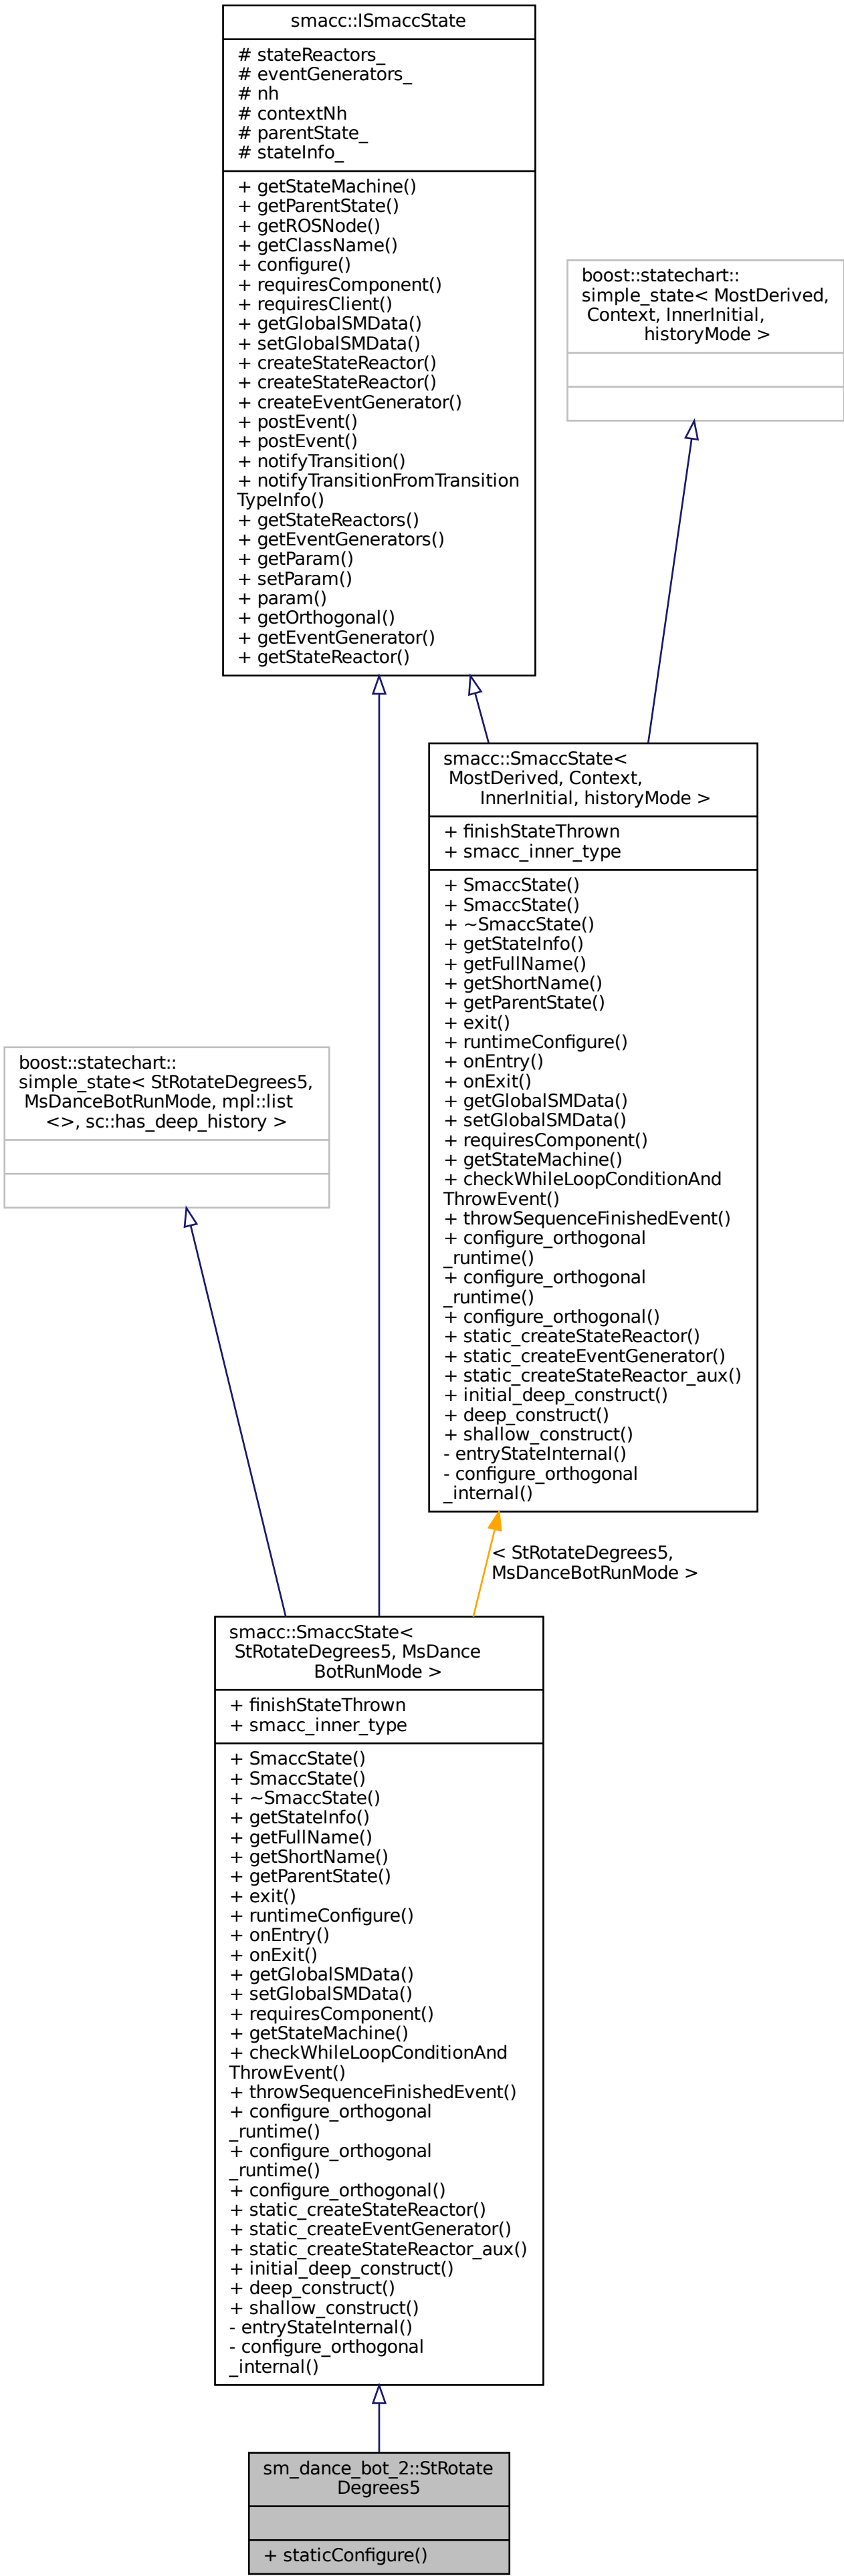 smacc::ISmaccState
# stateReactors_
# eventGenerators_
# nh
# contextNh
# parentState_
# stateInfo_
+ getStateMachine()
+ getParentState()
+ getROSNode()
+ getClassName()
+ configure()
+ requiresComponent()
+ requiresClient()
+ getGlobalSMData()
+ setGlobalSMData()
+ createStateReactor()
+ createStateReactor()
+ createEventGenerator()
+ postEvent()
+ postEvent()
+ notifyTransition()
+ notifyTransitionFromTransition
TypeInfo()
+ getStateReactors()
+ getEventGenerators()
+ getParam()
+ setParam()
+ param()
+ getOrthogonal()
+ getEventGenerator()
+ getStateReactor()
boost::statechart::
simple_state< MostDerived,
Context, InnerInitial,
historyMode >
smacc::SmaccState<
MostDerived, Context,
InnerInitial, historyMode >
+ finishStateThrown
+ smacc_inner_type
+ SmaccState()
+ SmaccState()
+ ~SmaccState()
+ getStateInfo()
+ getFullName()
+ getShortName()
+ getParentState()
+ exit()
+ runtimeConfigure()
+ onEntry()
+ onExit()
+ getGlobalSMData()
+ setGlobalSMData()
+ requiresComponent()
+ getStateMachine()
+ checkWhileLoopConditionAnd
ThrowEvent()
+ throwSequenceFinishedEvent()
+ configure_orthogonal
_runtime()
+ configure_orthogonal
_runtime()
+ configure_orthogonal()
+ static_createStateReactor()
+ static_createEventGenerator()
+ static_createStateReactor_aux()
+ initial_deep_construct()
+ deep_construct()
+ shallow_construct()
- entryStateInternal()
- configure_orthogonal
_internal()
boost::statechart::
simple_state< StRotateDegrees5,
MsDanceBotRunMode, mpl::list
<>, sc::has_deep_history >
< StRotateDegrees5,
MsDanceBotRunMode >
smacc::SmaccState<
StRotateDegrees5, MsDance
BotRunMode >
+ finishStateThrown
+ smacc_inner_type
+ SmaccState()
+ SmaccState()
+ ~SmaccState()
+ getStateInfo()
+ getFullName()
+ getShortName()
+ getParentState()
+ exit()
+ runtimeConfigure()
+ onEntry()
+ onExit()
+ getGlobalSMData()
+ setGlobalSMData()
+ requiresComponent()
+ getStateMachine()
+ checkWhileLoopConditionAnd
ThrowEvent()
+ throwSequenceFinishedEvent()
+ configure_orthogonal
_runtime()
+ configure_orthogonal
_runtime()
+ configure_orthogonal()
+ static_createStateReactor()
+ static_createEventGenerator()
+ static_createStateReactor_aux()
+ initial_deep_construct()
+ deep_construct()
+ shallow_construct()
- entryStateInternal()
- configure_orthogonal
_internal()
sm_dance_bot_2::StRotate
Degrees5
+ staticConfigure()